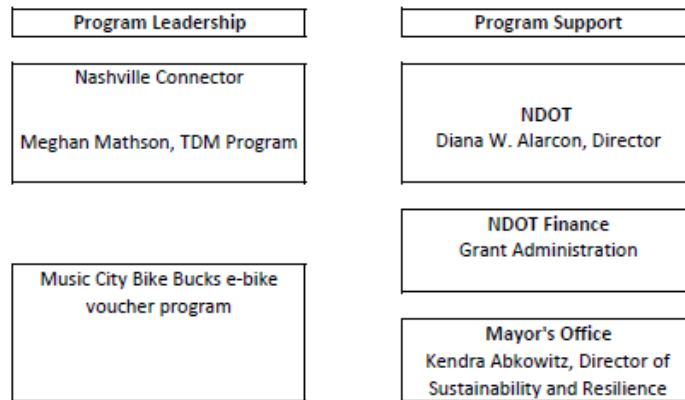 Program Leadership
Nashville Connector
Meghan Mathson, TDM Program
Music City Bike Bucks e-bike
voucher program
Program Support
NDOT
Diana W. Alarcon, Director
NDOT Finance
Grant Administration
Mayor's Office
Kendra Abkowitz, Director of
Sustainability and Resilience